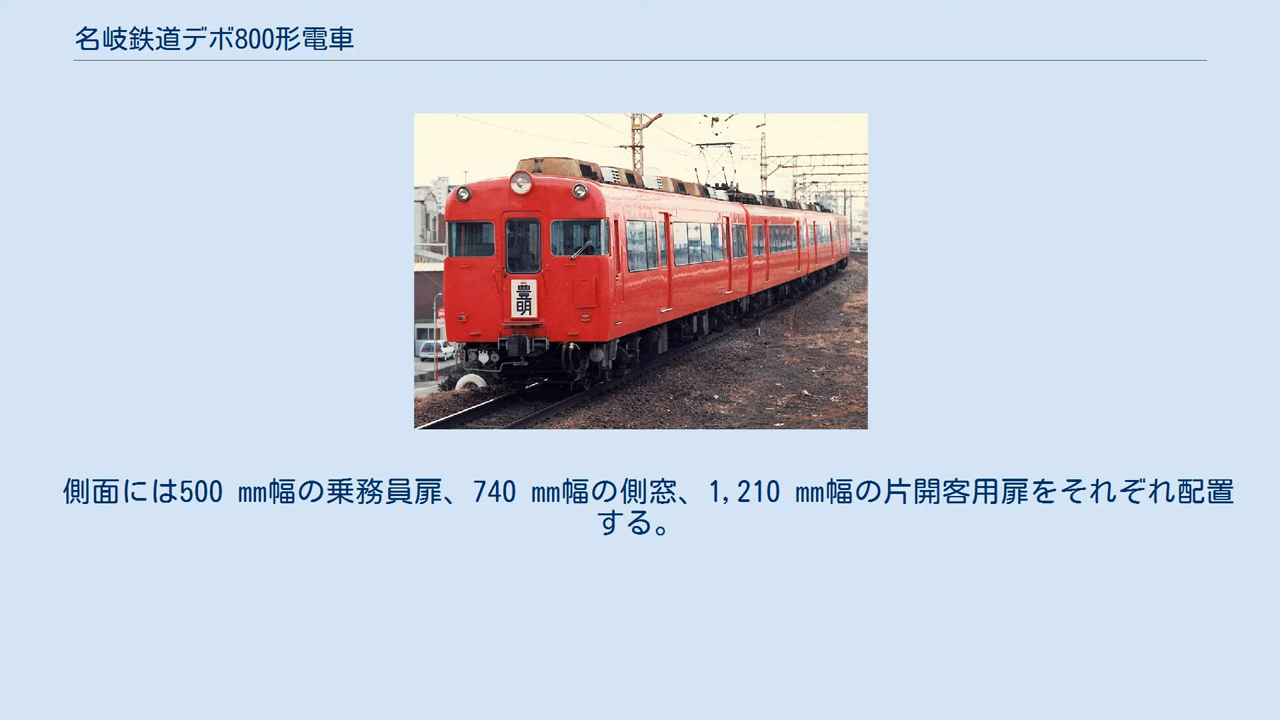 名岐鉄道デボ800形電車
豊明
側面には500 mm幅の乗務員扉、740 mm幅の側窓、1,210 mm幅の片開客用扉をそれぞれ配置
する。